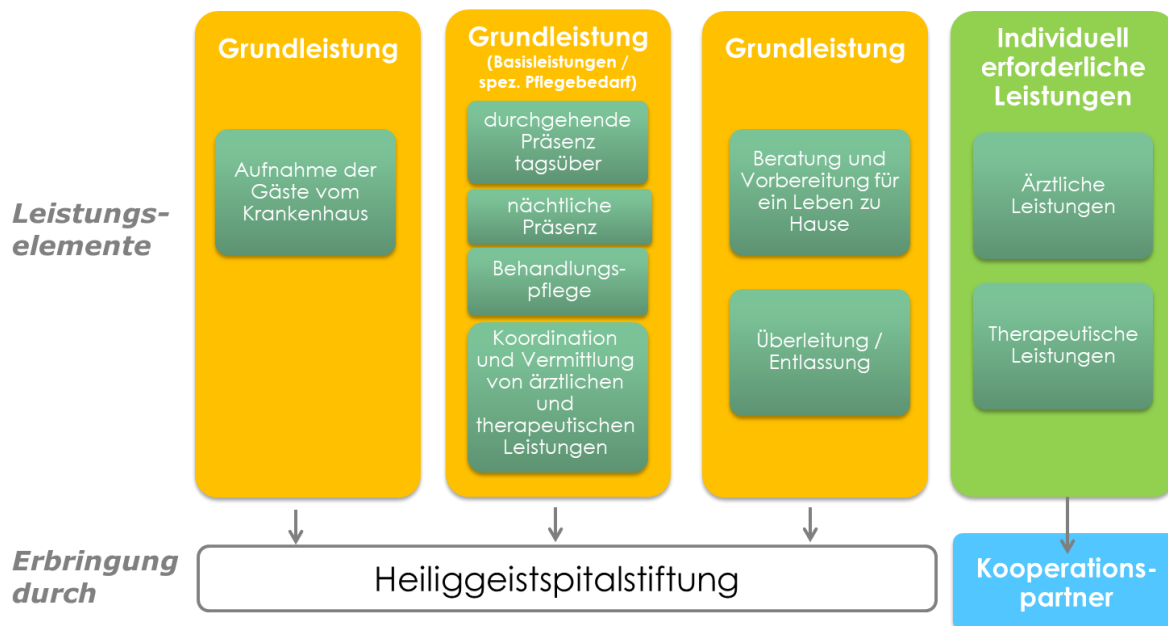 Leistungs-
elemente
Grundleistung
Aufnahme der
Gäste vom
Krankenhaus
Grundleistung
(Basisleistungen /
spez. Pflegebedarf)
durchgehende
Präsenz
tagsüber
nächtliche
Präsenz
Behandlungs-
pflege
Koordination
und Vermittlung
von ärztlichen
und
therapeutischen
Leistungen
Grundleistung
Beratung und
Vorbereitung für
ein Leben zu
Hause
Überleitung /
Entlassung
Individuell
erforderliche
Leistungen
Ärztliche
Leistungen
Therapeutische
Leistungen
Erbringung
durch
Heiliggeistspitalstiftung
Kooperations-
partner